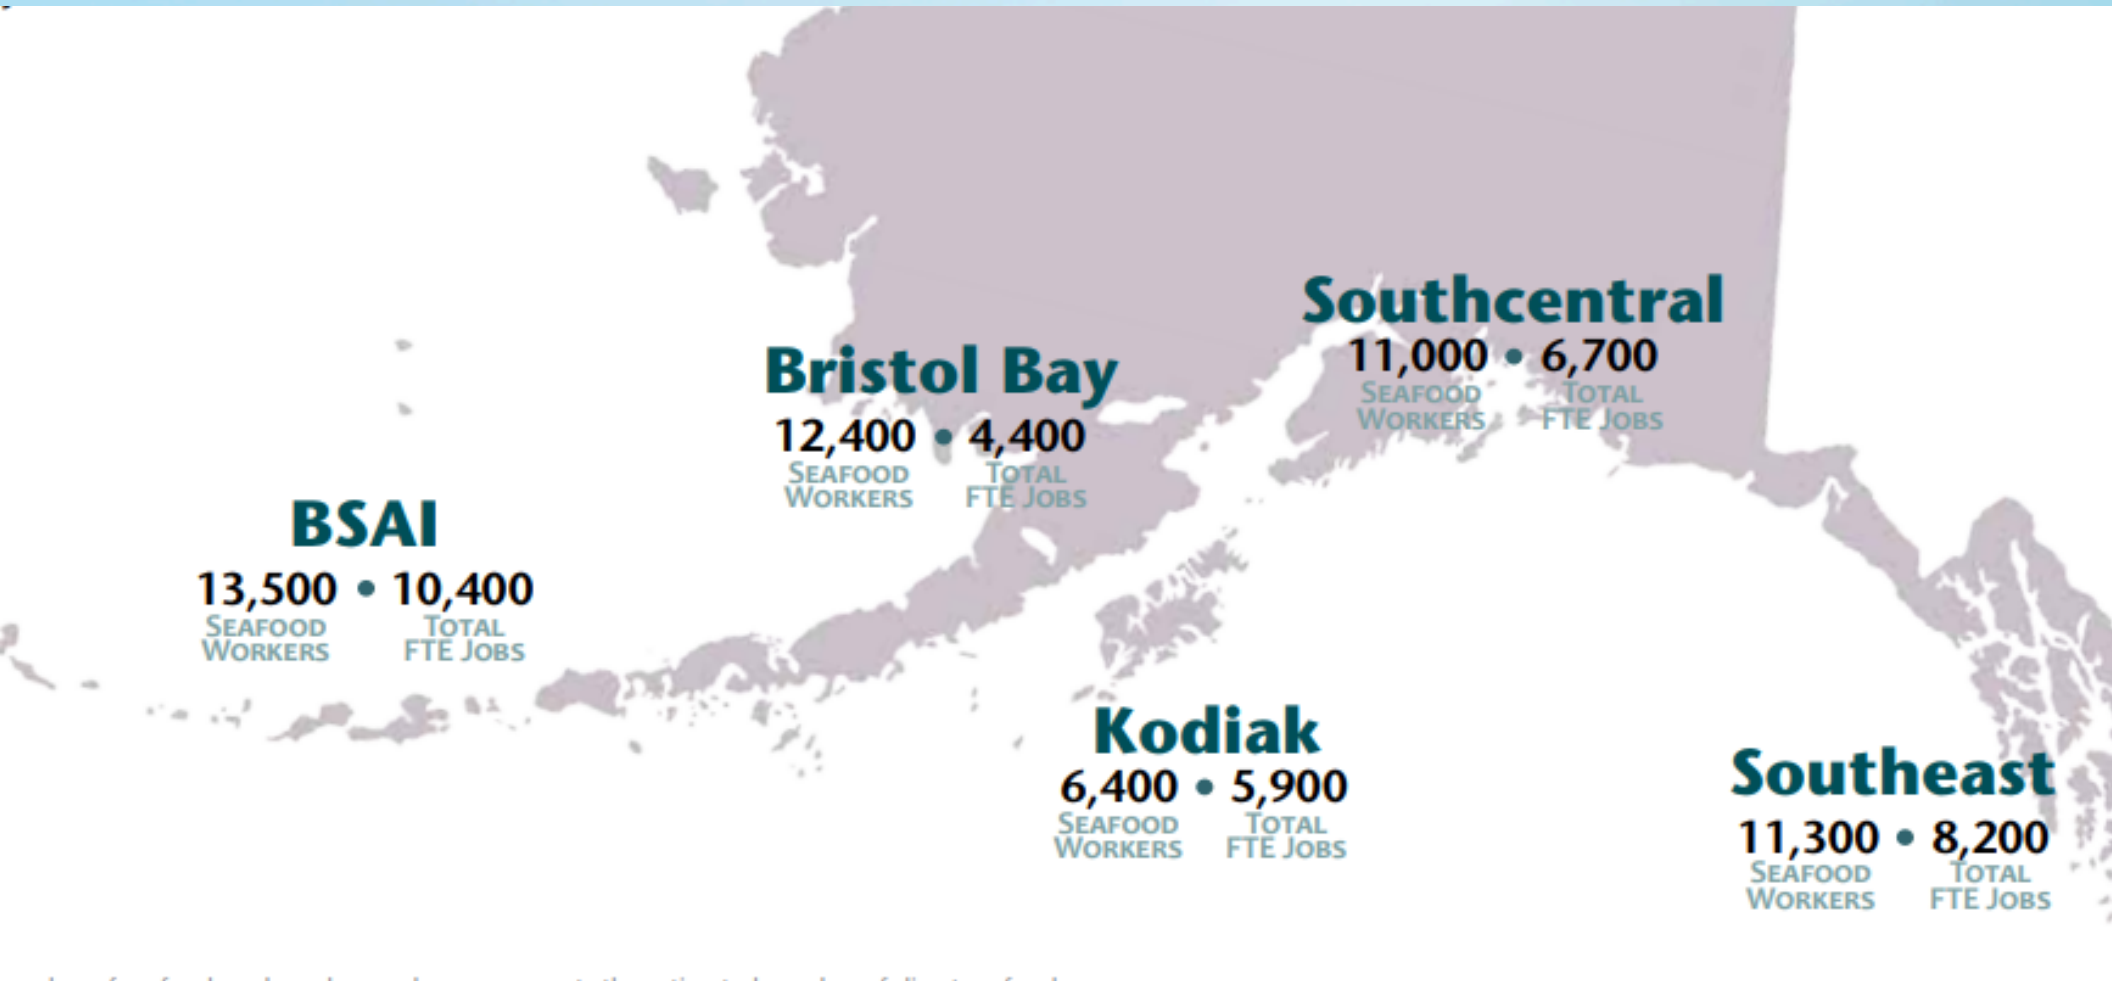 Southcentral
11,000 • 6,700
SEAFOOD WORKERS
TOTAL FTE JOBS
Bristol Bay
12,400 • 4,400
SEAFOOD WORKERS
TOTAL FTE JOBS
BSAI
13,500 • 10,400
SEAFOOD WORKERS
TOTAL FTE JOBS
Kodiak
6,400 • 5,900
SEAFOOD WORKERS
TOTAL FTE JOBS
Southeast
11,300 • 8,200
SEAFOOD WORKERS
TOTAL FTE JOBS